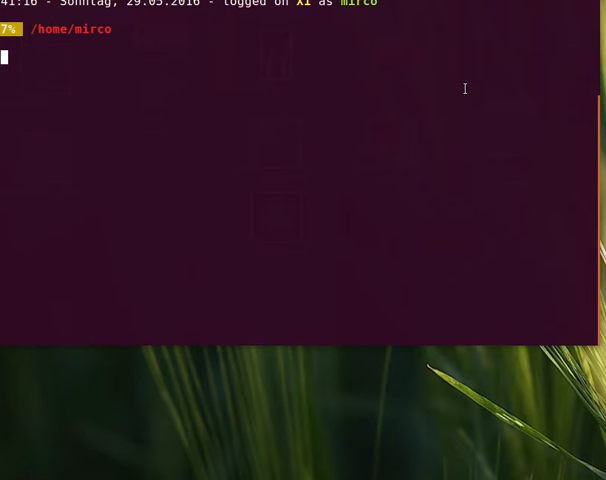 41:16 - Sonntag, 29.05.2016 - logged on X1 as mirco
7% /home/mirco